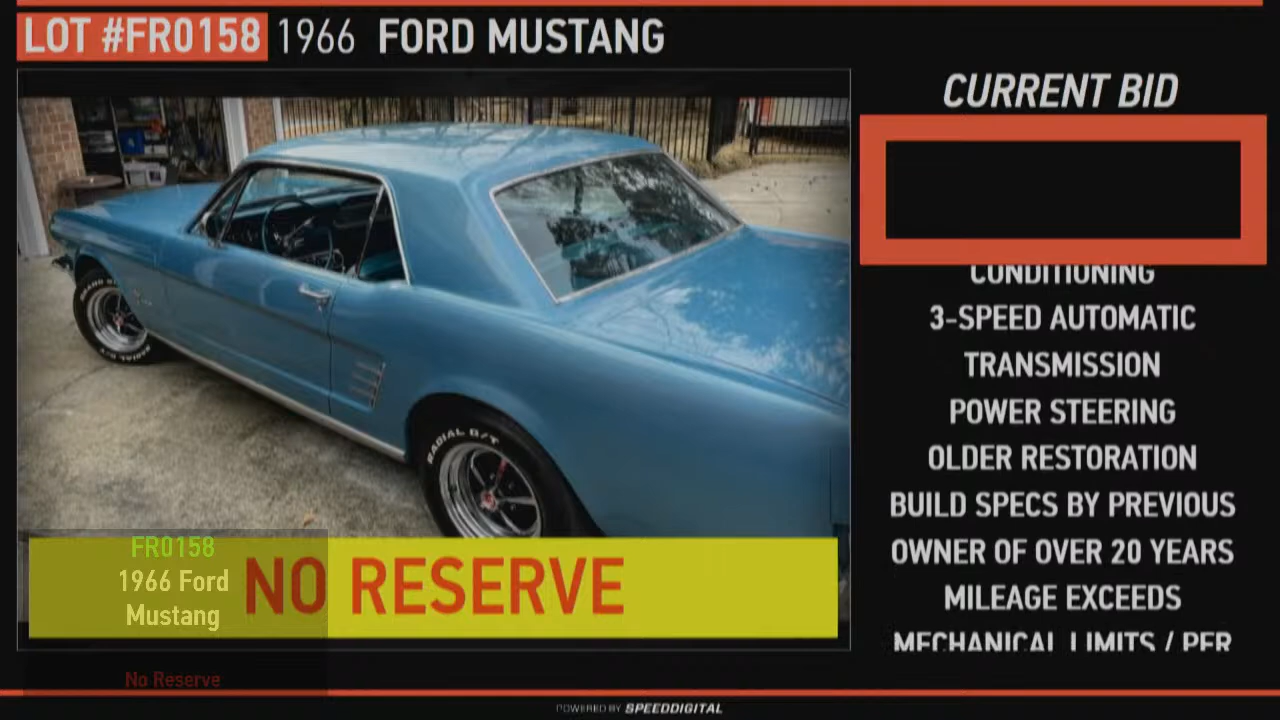 LOT #FR0158 1966 FORD MUSTANG
CURRENT BID
CONDITIONING
3-SPEED AUTOMATIC
TRANSMISSION
POWER STEERING
OLDER RESTORATION
BUILD SPECS BY PREVIOUS
OWNER OF OVER 20 YEARS
MILEAGE EXCEEDS
MECHANICAL LIMITS / PER
RADIAL G/T
RADIAL G/T
NO RESERVE
FR0158
1966 Ford
Mustang
No Reserve
POWERED BY SPEEDDIGITAL